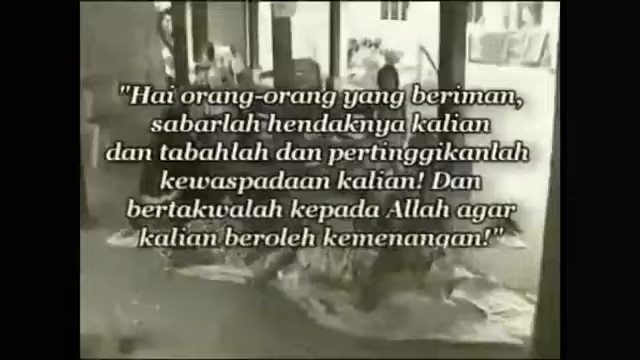 "Hai orang-orang yang beriman,
sabarlah hendaknya kalian
dan tabahlah dan pertinggikanlah
kewaspadaan kalian! Dan
bertakwalah kepada Allah agar
kalian beroleh kemenangan!"